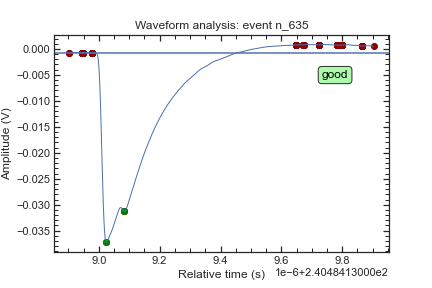 Waveform analysis: event n_635
0.000
−0.005
−0.010
−0.015
−0.020
−0.025
−0.030
−0.035
Amplitude (V)
good
9.0
9.2
9.4
9.6
9.8
Relative time (s)
1e−6+2.4048413000e2